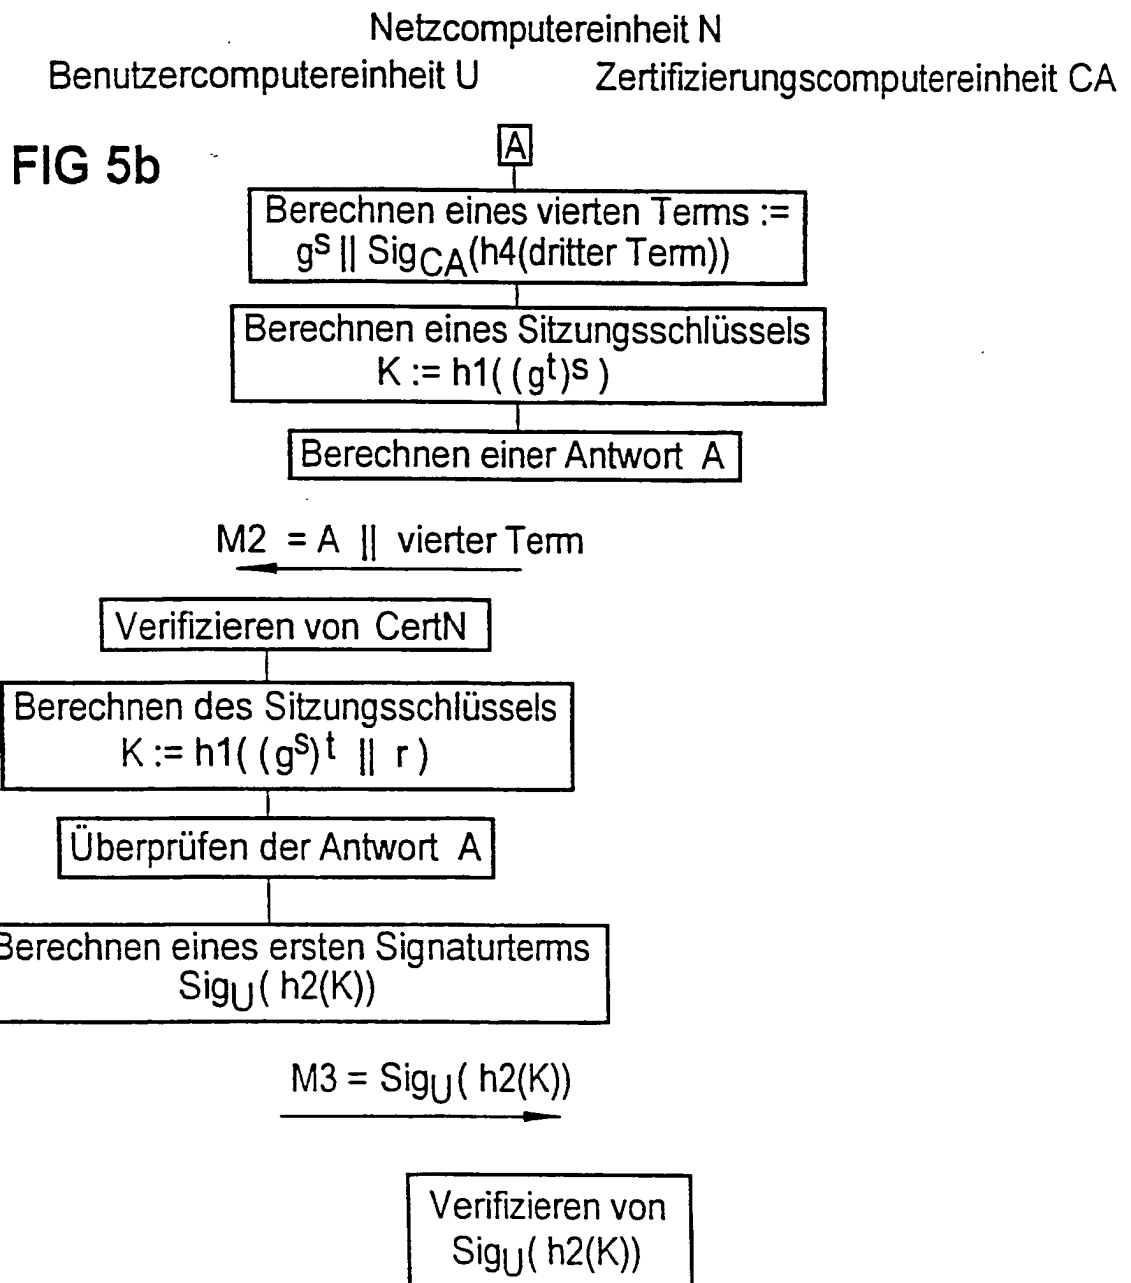 Netzcomputereinheit N
Benutzercomputereinheit U Zertifizierungscomputereinheit CA
FIG 5b
A
Berechnen eines vierten Terms :=
g^s || Sig_CA(h4(dritter Term))
Berechnen eines Sitzungsschlüssels
K := h1( (g^t)^s )
Berechnen einer Antwort A
M2 = A || vierter Term
Verifizieren von CertN
Berechnen des Sitzungsschlüssels
K := h1( (g^s)^t || r )
Überprüfen der Antwort A
Berechnen eines ersten Signaturterms
Sig_U( h2(K))
M3 = Sig_U( h2(K))
Verifizieren von
Sig_U( h2(K))